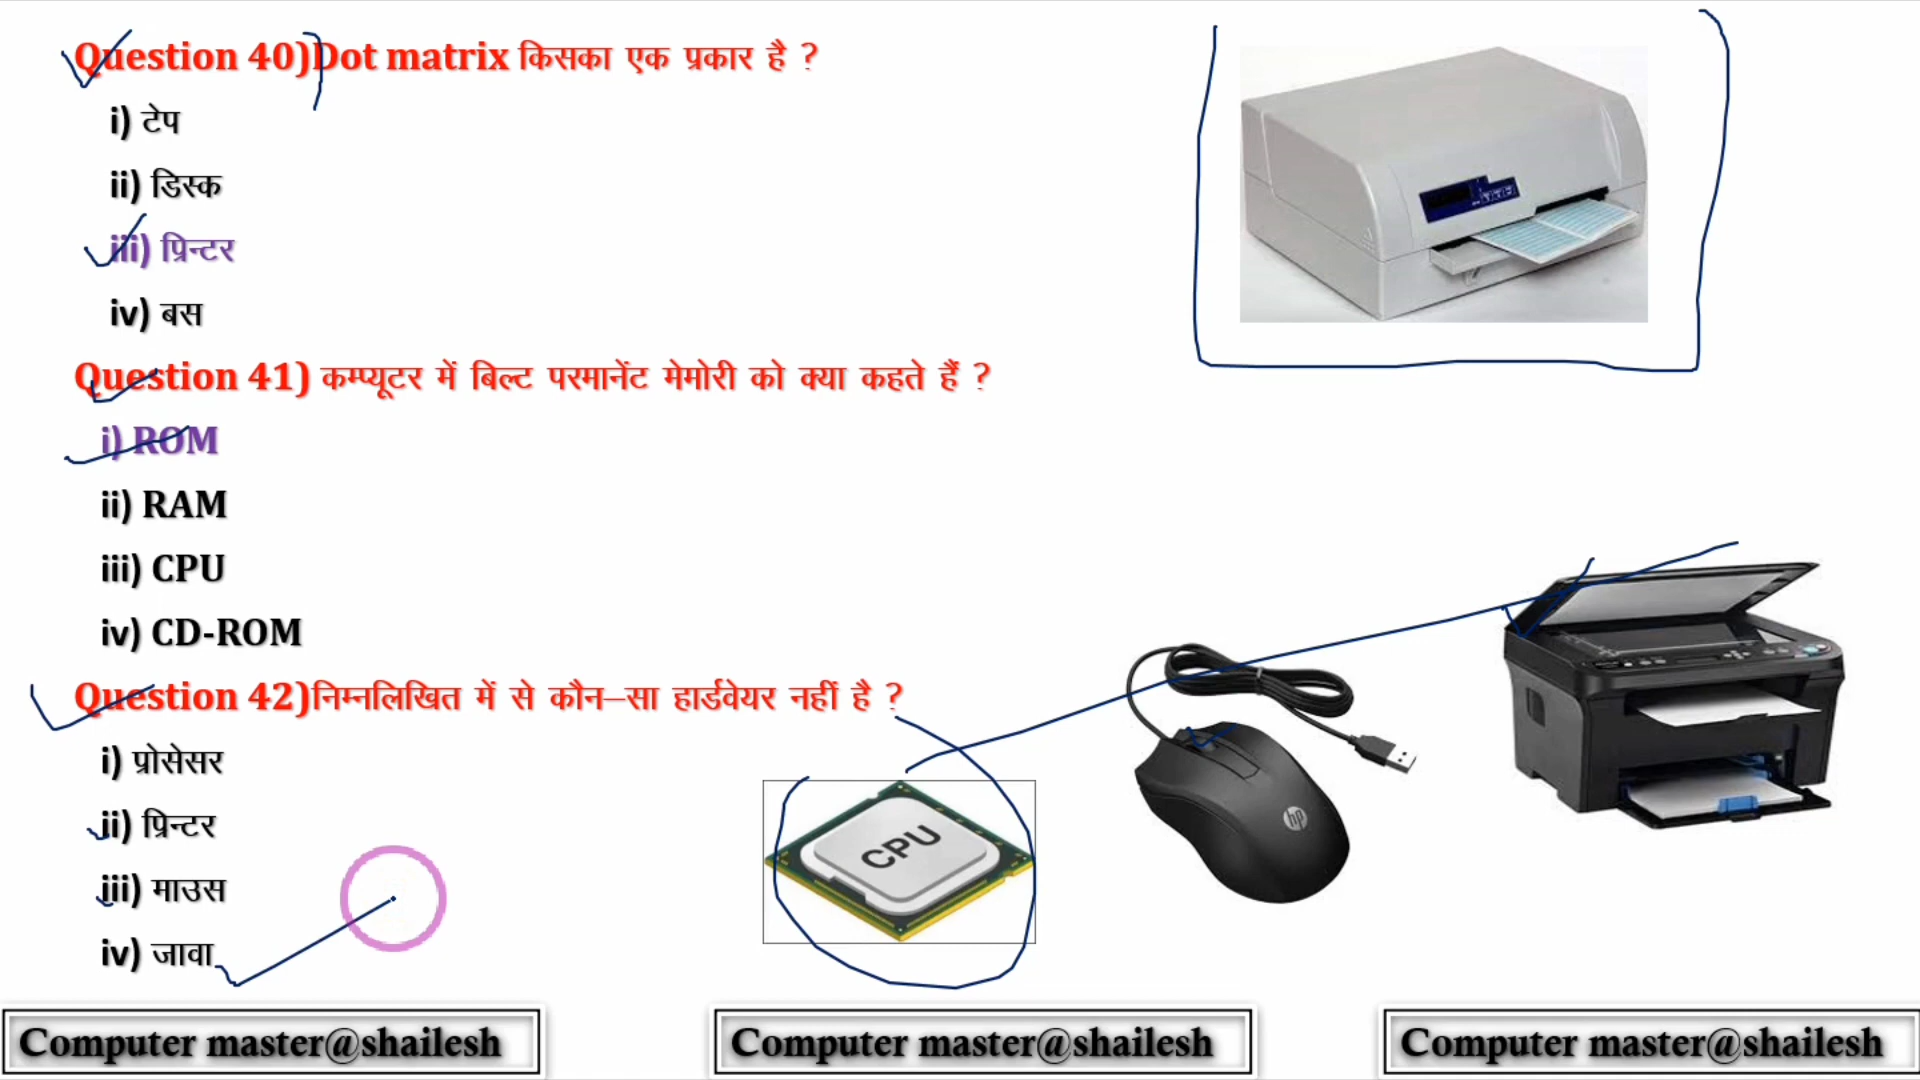 Question 40)Dot matrix किसका एक प्रकार है ?
i) टेप
ii) डिस्क
iii) प्रिन्टर
iv) बस
Question 41) कम्प्यूटर में बिल्ट परमानेंट मेमोरी को क्या कहते हैं ?
i) ROM
ii) RAM
iii) CPU
iv) CD-ROM
Question 42)निम्नलिखित में से कौन–सा हार्डवेयर नहीं है ?
i) प्रोसेसर
ii) प्रिन्टर
iii) माउस
iv) जावा
CPU
hp
Computer master@shailesh
Computer master@shailesh
Computer master@shailesh